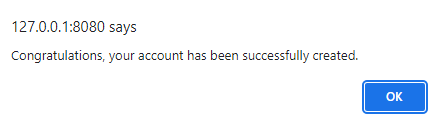 127.0.0.1:8080 says
Congratulations, your account has been successfully created.
OK